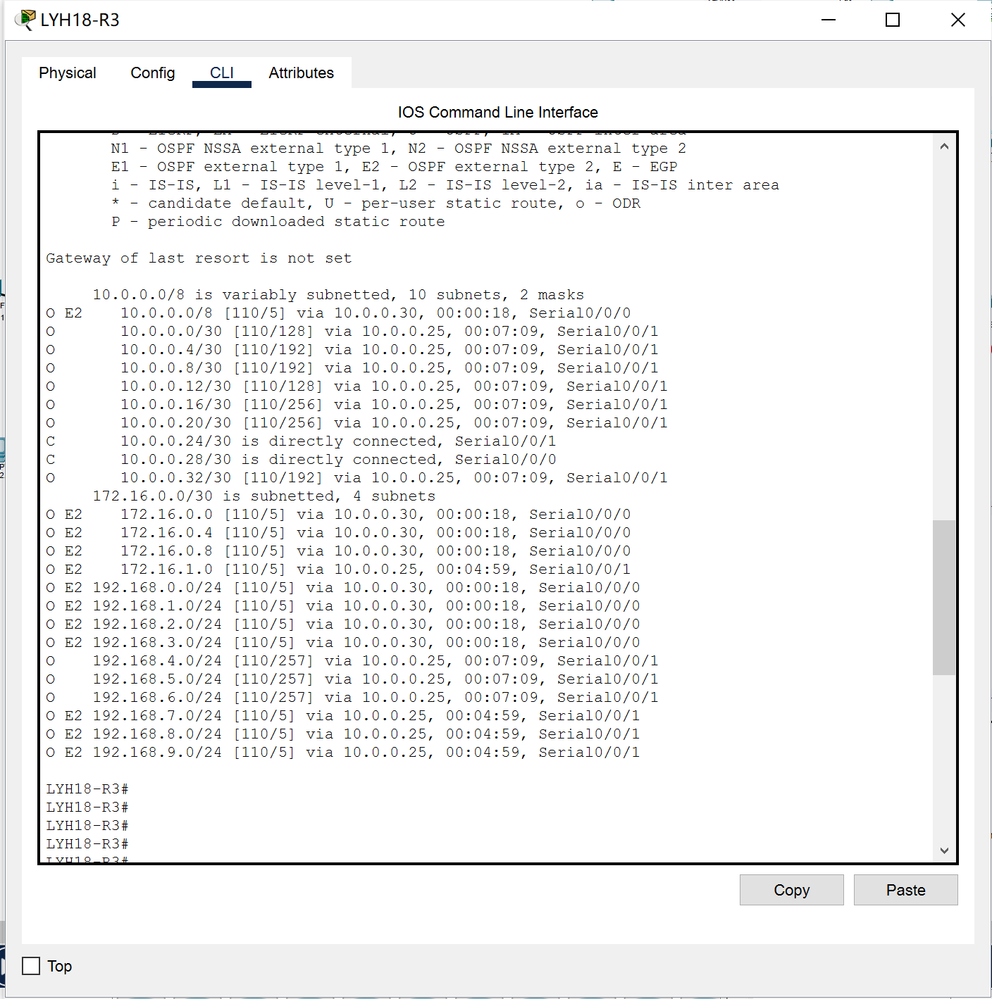 LYH18-R3
Physical Config CLI Attributes
IOS Command Line Interface
N1 - OSPF NSSA external type 1, N2 - OSPF NSSA external type 2
E1 - OSPF external type 1, E2 - OSPF external type 2, E - EGP
i - IS-IS, L1 - IS-IS level-1, L2 - IS-IS level-2, ia - IS-IS inter area
* - candidate default, U - per-user static route, o - ODR
P - periodic downloaded static route
Gateway of last resort is not set
10.0.0.0/8 is variably subnetted, 10 subnets, 2 masks
O E2 10.0.0.0/8 [110/5] via 10.0.0.30, 00:00:18, Serial0/0/0
O 10.0.0.0/30 [110/128] via 10.0.0.25, 00:07:09, Serial0/0/1
O 10.0.0.4/30 [110/192] via 10.0.0.25, 00:07:09, Serial0/0/1
O 10.0.0.8/30 [110/192] via 10.0.0.25, 00:07:09, Serial0/0/1
O 10.0.0.12/30 [110/128] via 10.0.0.25, 00:07:09, Serial0/0/1
O 10.0.0.16/30 [110/256] via 10.0.0.25, 00:07:09, Serial0/0/1
O 10.0.0.20/30 [110/256] via 10.0.0.25, 00:07:09, Serial0/0/1
C 10.0.0.24/30 is directly connected, Serial0/0/1
C 10.0.0.28/30 is directly connected, Serial0/0/0
O 10.0.0.32/30 [110/192] via 10.0.0.25, 00:07:09, Serial0/0/1
172.16.0.0/30 is subnetted, 4 subnets
O E2 172.16.0.0 [110/5] via 10.0.0.30, 00:00:18, Serial0/0/0
O E2 172.16.0.4 [110/5] via 10.0.0.30, 00:00:18, Serial0/0/0
O E2 172.16.0.8 [110/5] via 10.0.0.30, 00:00:18, Serial0/0/0
O E2 172.16.1.0 [110/5] via 10.0.0.25, 00:04:59, Serial0/0/1
O E2 192.168.0.0/24 [110/5] via 10.0.0.30, 00:00:18, Serial0/0/0
O E2 192.168.1.0/24 [110/5] via 10.0.0.30, 00:00:18, Serial0/0/0
O E2 192.168.2.0/24 [110/5] via 10.0.0.30, 00:00:18, Serial0/0/0
O E2 192.168.3.0/24 [110/5] via 10.0.0.30, 00:00:18, Serial0/0/0
O 192.168.4.0/24 [110/257] via 10.0.0.25, 00:07:09, Serial0/0/1
O 192.168.5.0/24 [110/257] via 10.0.0.25, 00:07:09, Serial0/0/1
O 192.168.6.0/24 [110/257] via 10.0.0.25, 00:07:09, Serial0/0/1
O E2 192.168.7.0/24 [110/5] via 10.0.0.25, 00:04:59, Serial0/0/1
O E2 192.168.8.0/24 [110/5] via 10.0.0.25, 00:04:59, Serial0/0/1
O E2 192.168.9.0/24 [110/5] via 10.0.0.25, 00:04:59, Serial0/0/1
LYH18-R3#
LYH18-R3#
LYH18-R3#
LYH18-R3#
LYH18-R3#
Copy Paste
Top